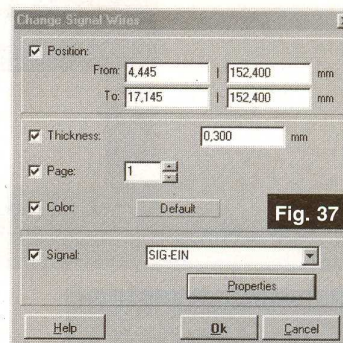 Change Signal Wires
Position:
From: 4,445 | 152,400 mm
To: 17,145 | 152,400 mm
Thickness: 0,300 mm
Page: 1
Color: Default
Fig. 37
Signal: SIG-EIN
Properties
Help Ok Cancel